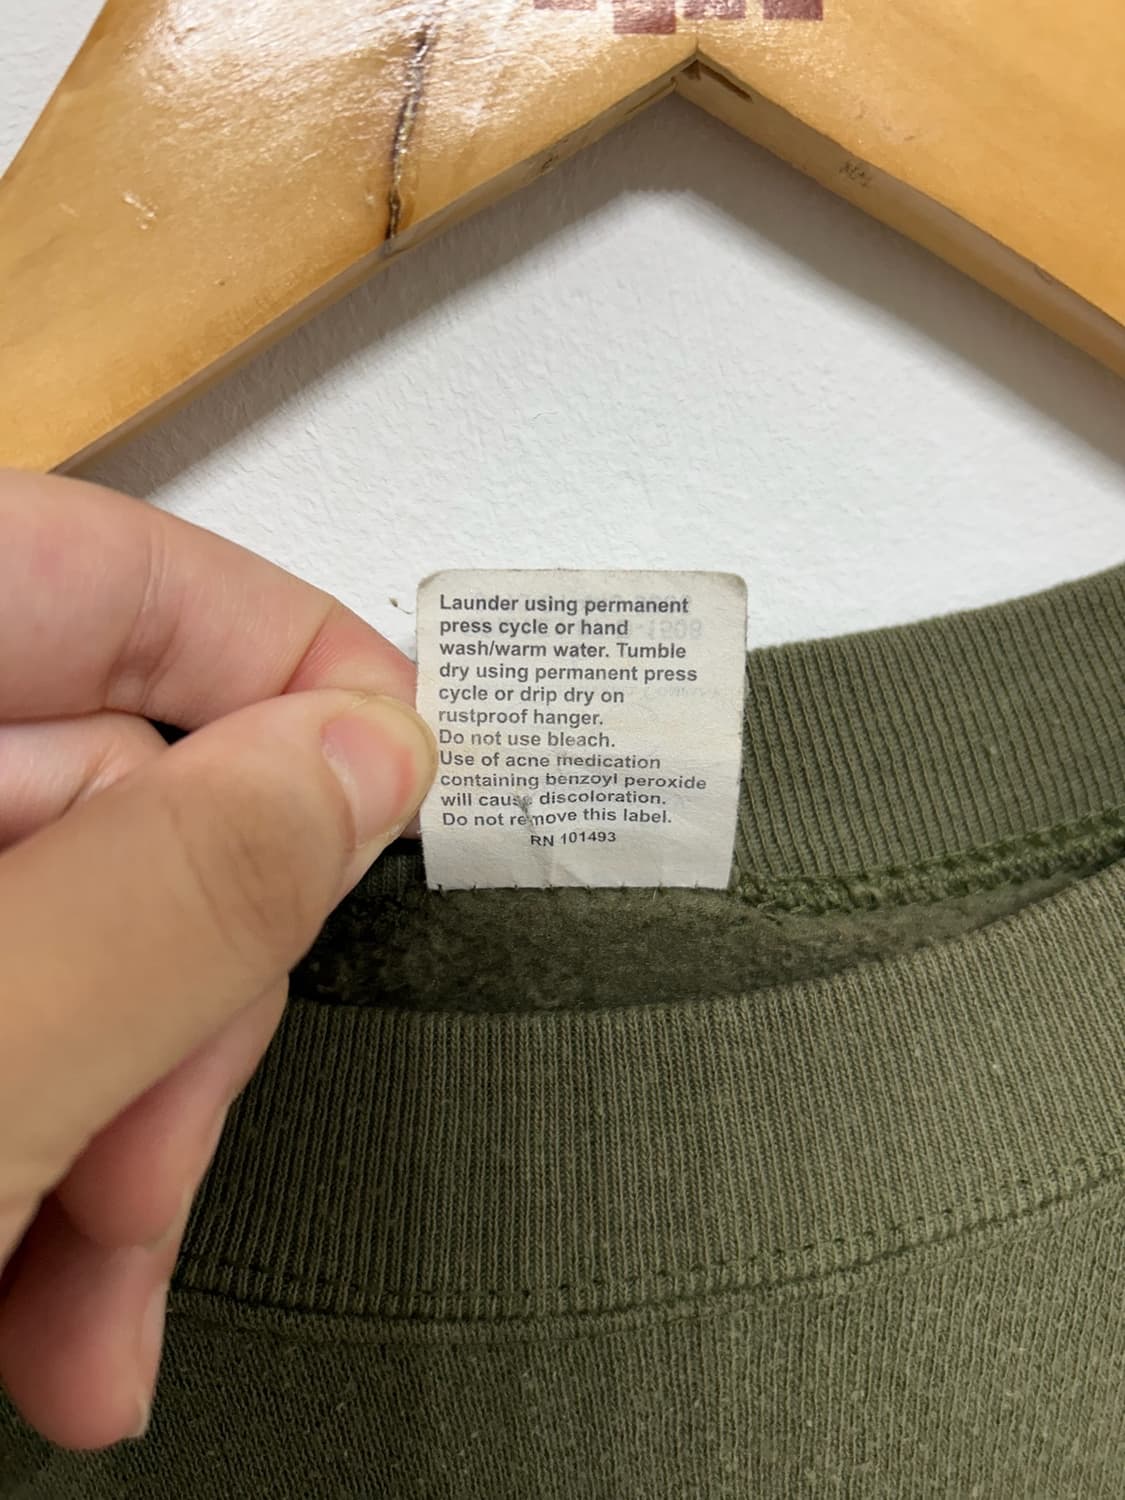 Launder using permanent
press cycle or hand
wash/warm water. Tumble
dry using permanent press
cycle or drip dry on
rustproof hanger.
Do not use bleach.
Use of acne medication
containing benzoyl peroxide
will cause discoloration.
Do not remove this label.
RN 101493